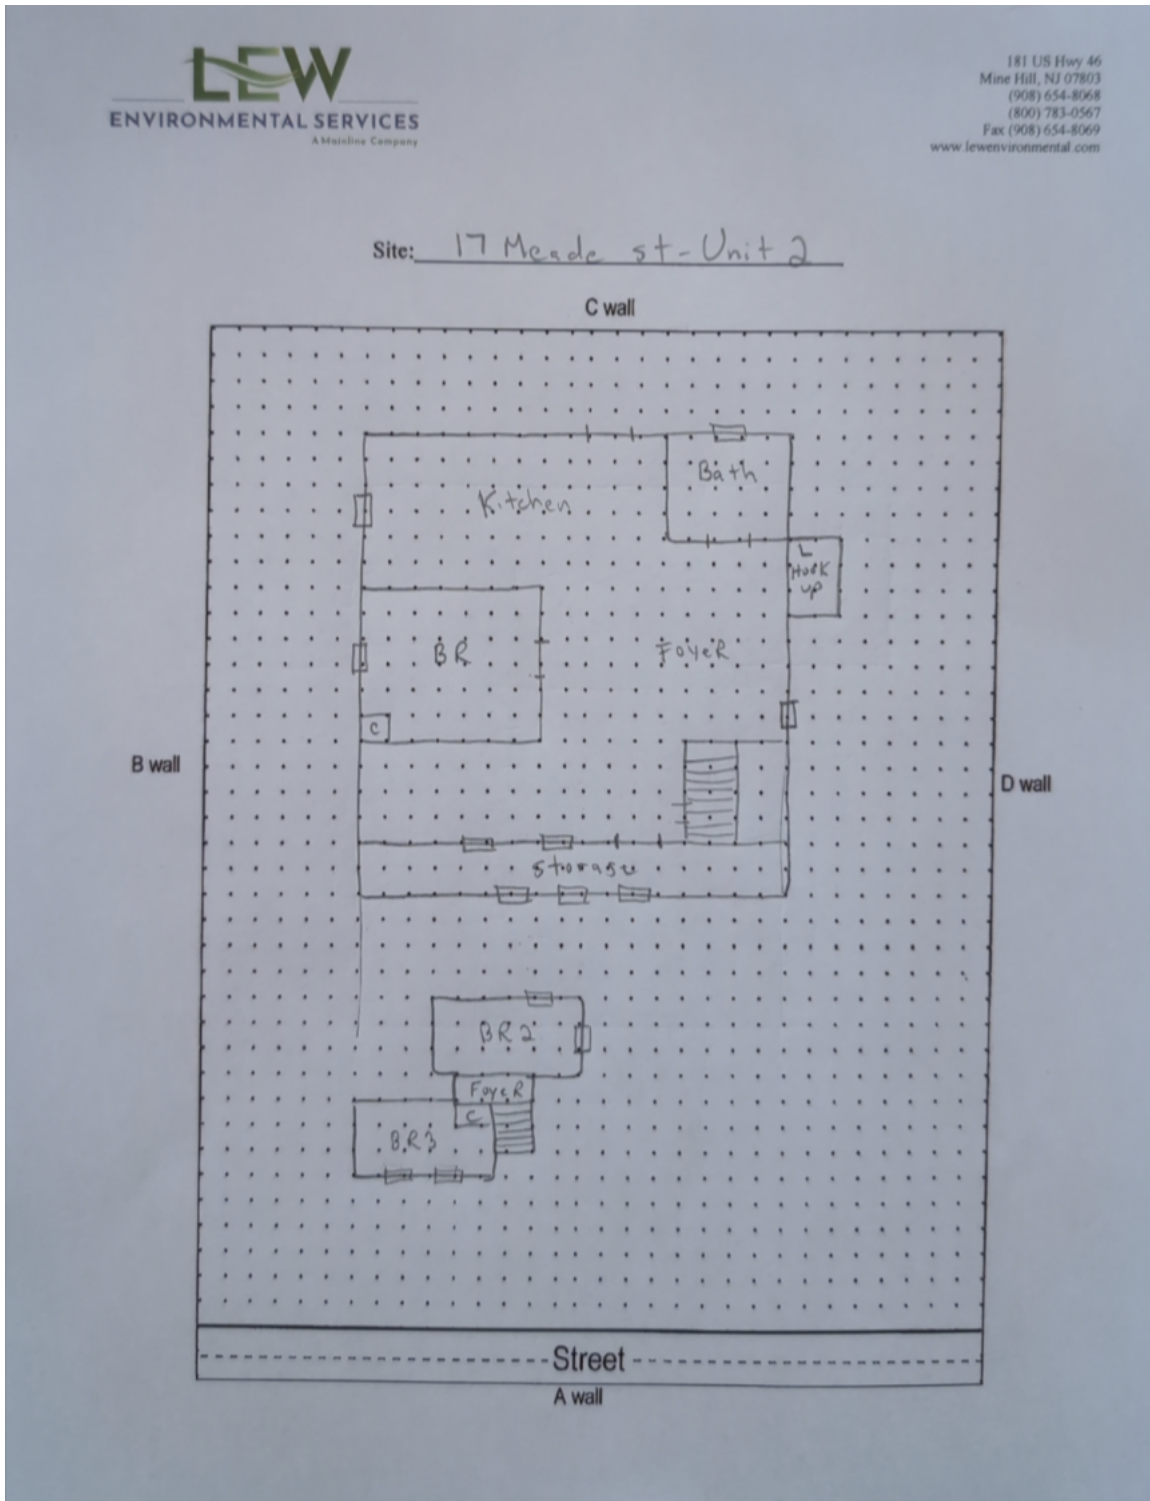 LEW
ENVIRONMENTAL SERVICES
A Mainline Company
181 US Hwy 46
Mine Hill, NJ 07803
(908) 654-8068
(800) 783-0567
Fax (908) 654-8069
www.lewenvironmental.com
Site: 17 Meade st - Unit 2
C wall
Bath
Kitchen
L
Hook
up
BR
FoyeR
C
B wall
D wall
storage
BR2
FoyeR
C
BR3
Street
A wall